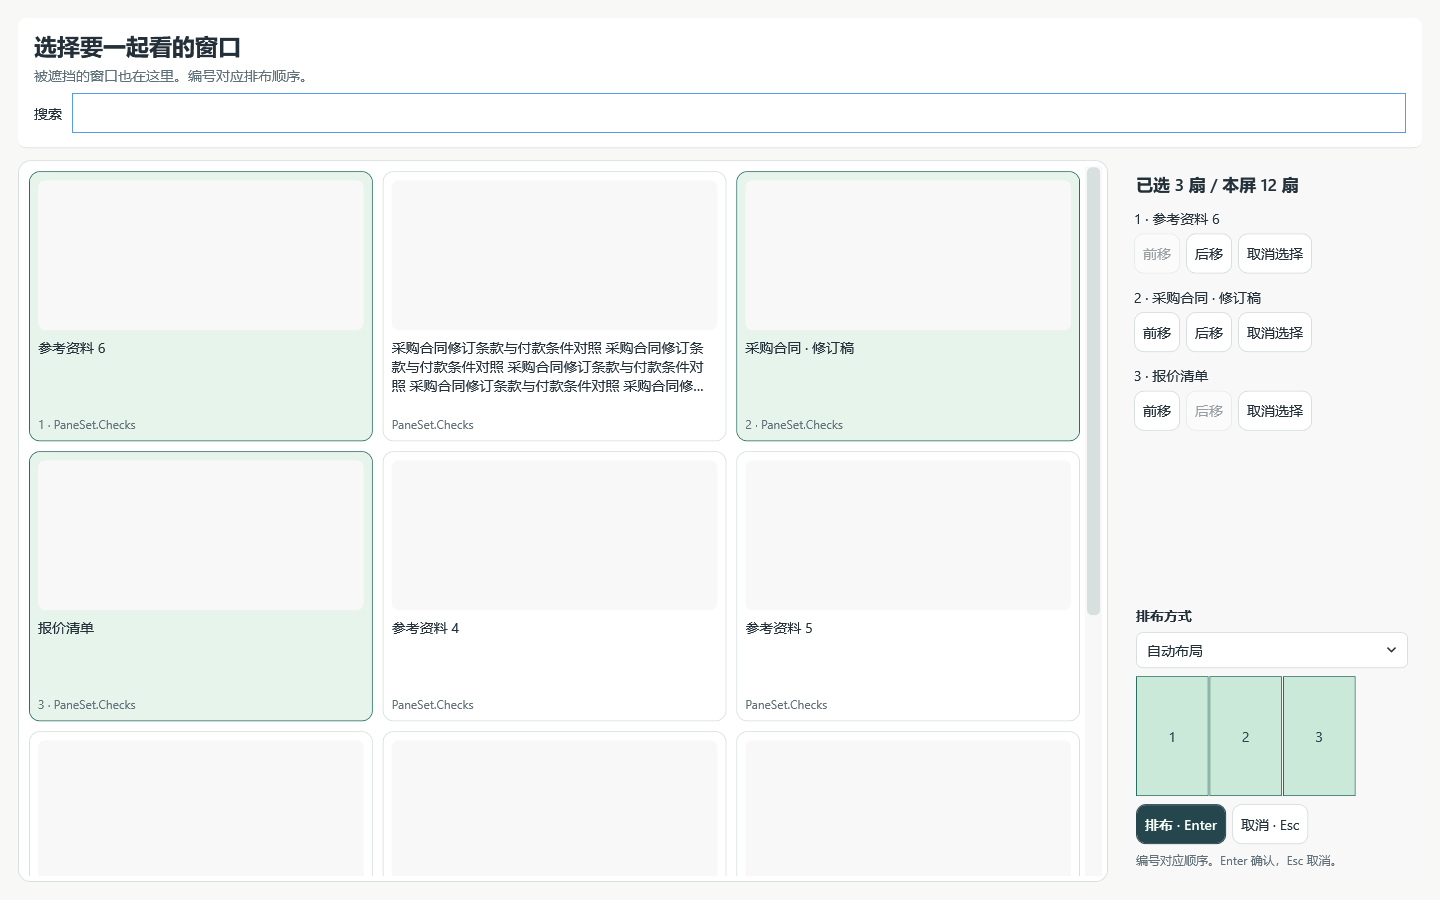 选择要一起看的窗口
被遮挡的窗口也在这里。编号对应排布顺序。
搜索
参考资料 6
1 · PaneSet.Checks
采购合同修订条款与付款条件对照 采购合同修订条
款与付款条件对照 采购合同修订条款与付款条件对
照 采购合同修订条款与付款条件对照 采购合同修...
PaneSet.Checks
采购合同 · 修订稿
2 · PaneSet.Checks
报价清单
3 · PaneSet.Checks
参考资料 4
PaneSet.Checks
参考资料 5
PaneSet.Checks
已选 3 扇 / 本屏 12 扇
1 · 参考资料 6
前移 后移 取消选择
2 · 采购合同 · 修订稿
前移 后移 取消选择
3 · 报价清单
前移 后移 取消选择
排布方式
自动布局
1 2 3
排布 · Enter 取消 · Esc
编号对应顺序。Enter 确认，Esc 取消。